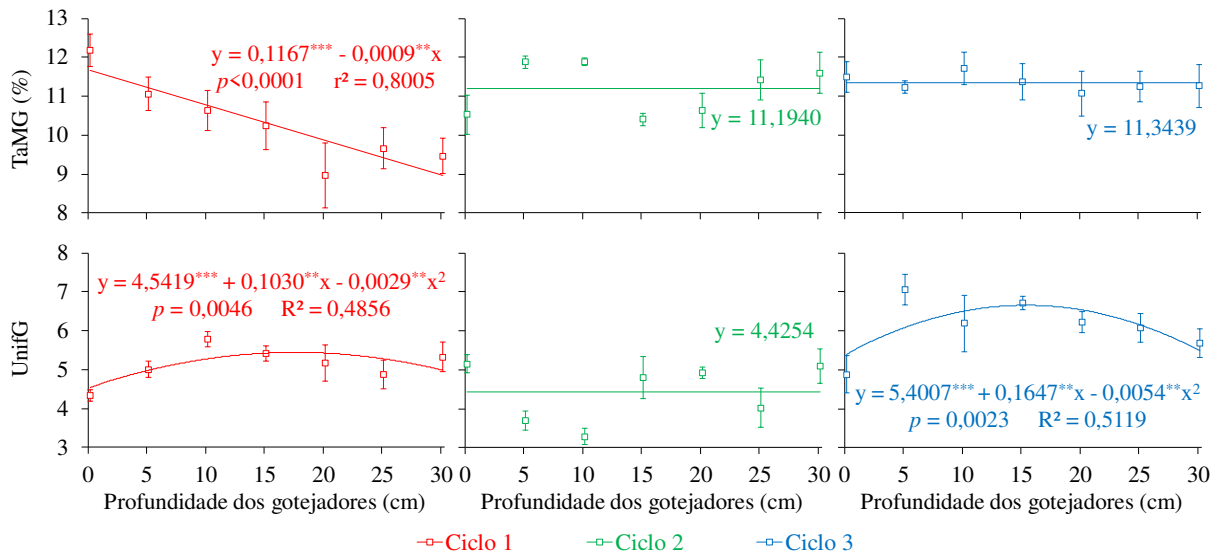 TaMG (%)
13
12
11
10
9
8
y = 0,1167*** - 0,0009**x
p<0,0001 r² = 0,8005
y = 11,1940
y = 11,3439
UnifG
8
7
6
5
4
3
y = 4,5419*** + 0,1030**x - 0,0029**x²
p = 0,0046 R² = 0,4856
y = 4,4254
y = 5,4007*** + 0,1647**x - 0,0054**x²
p = 0,0023 R² = 0,5119
0 5 10 15 20 25 30
0 5 10 15 20 25 30
0 5 10 15 20 25 30
Profundidade dos gotejadores (cm)
Profundidade dos gotejadores (cm)
Profundidade dos gotejadores (cm)
Ciclo 1 Ciclo 2 Ciclo 3